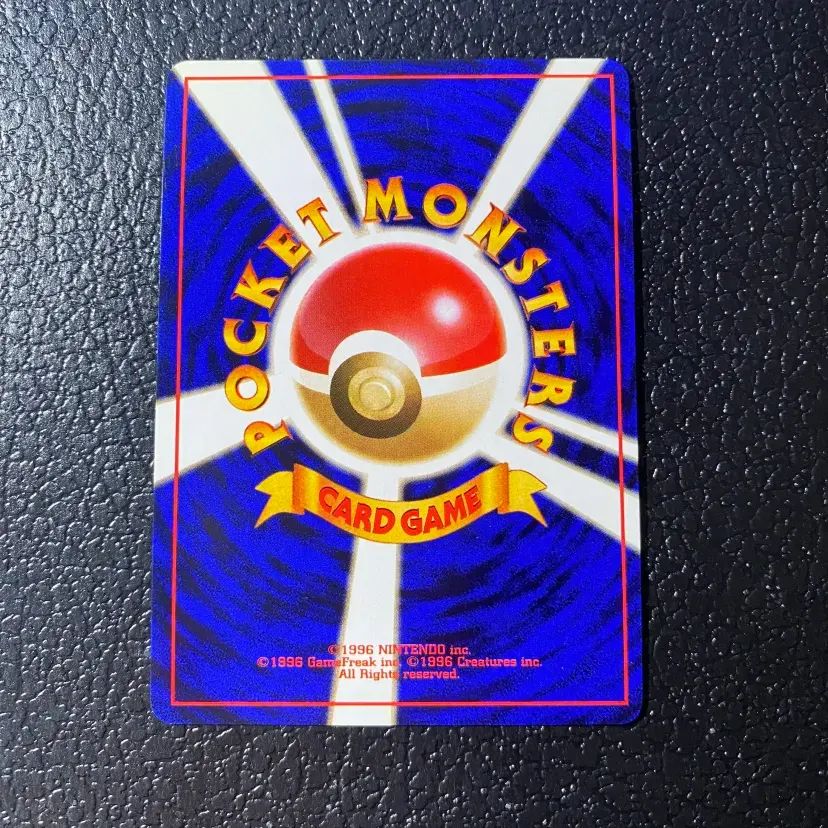 POCKET MONSTERS
CARD GAME
©1996 NINTENDO inc.
©1996 GameFreak inc. ©1996 Creatures inc.
All Rights reserved.